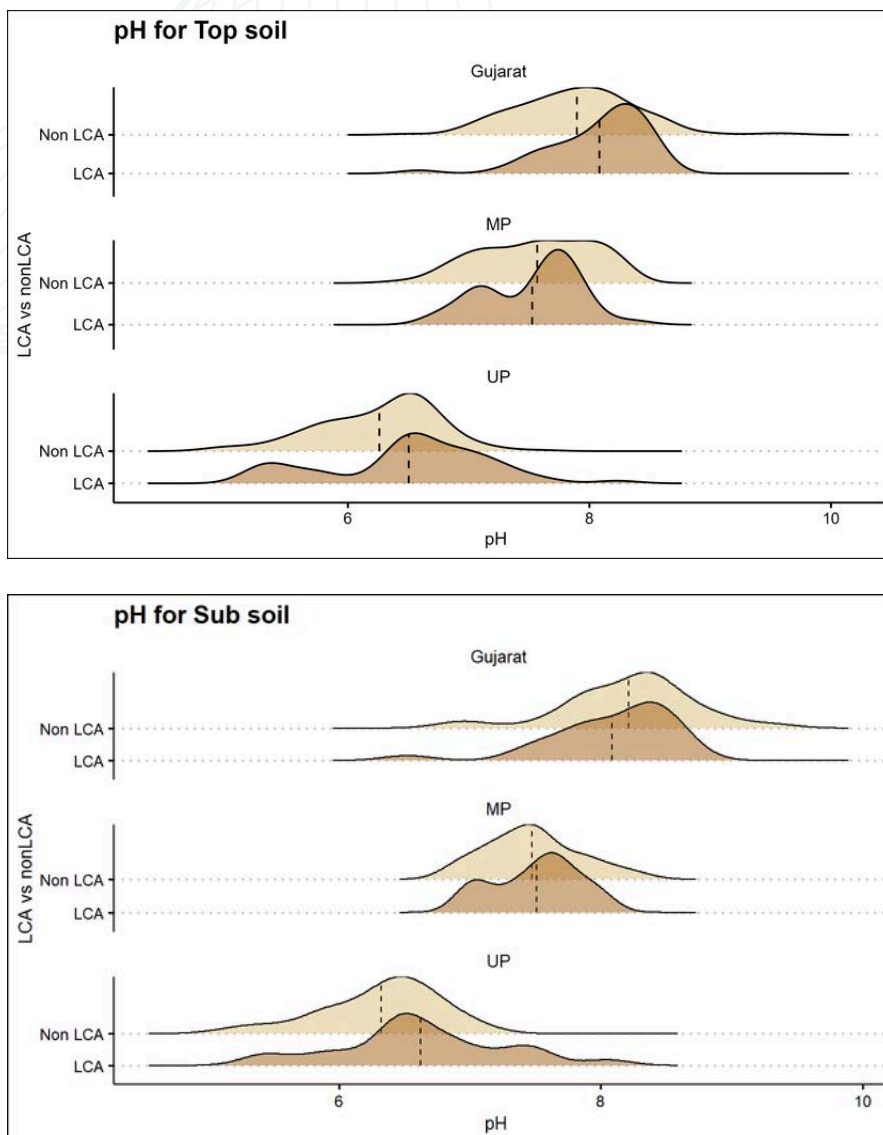 pH for Top soil
Gujarat
Non LCA
LCA
MP
Non LCA
LCA
UP
Non LCA
LCA
LCA vs nonLCA
6 8 10
pH
pH for Sub soil
Gujarat
Non LCA
LCA
MP
Non LCA
LCA
UP
Non LCA
LCA
LCA vs nonLCA
6 8 10
pH